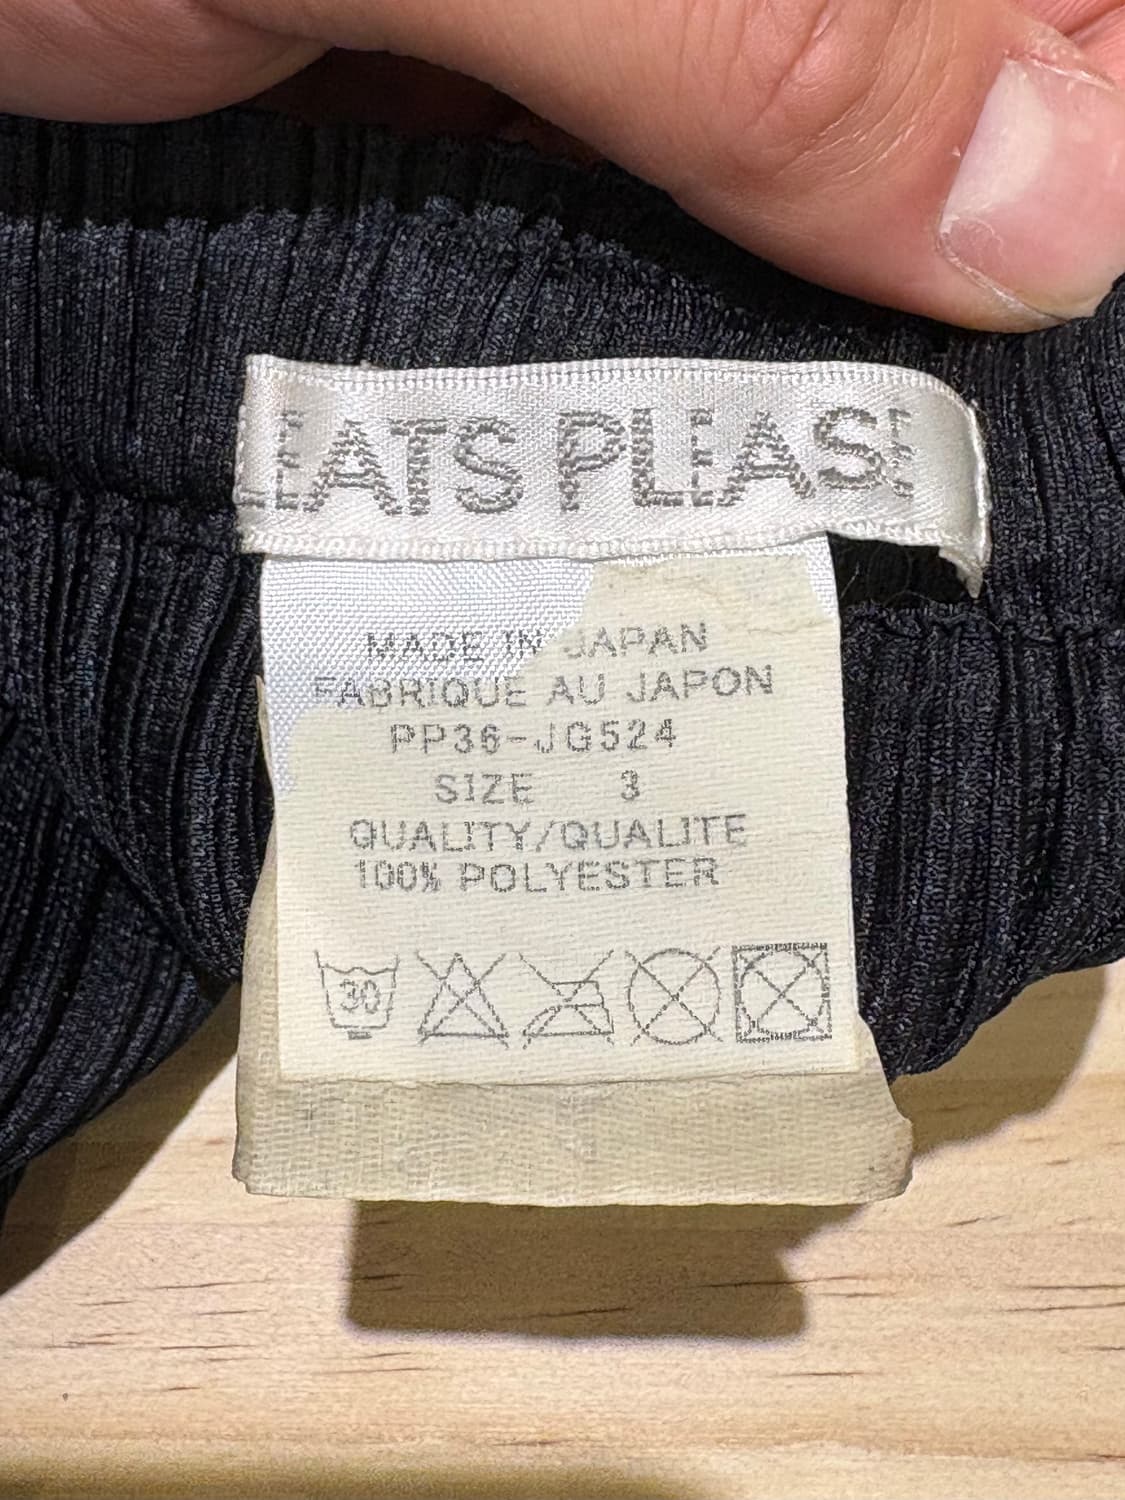 LEATS PLEASE
MADE IN JAPAN
FABRIQUE AU JAPON
PP36-JG524
SIZE 3
QUALITY/QUALITE
100% POLYESTER
30